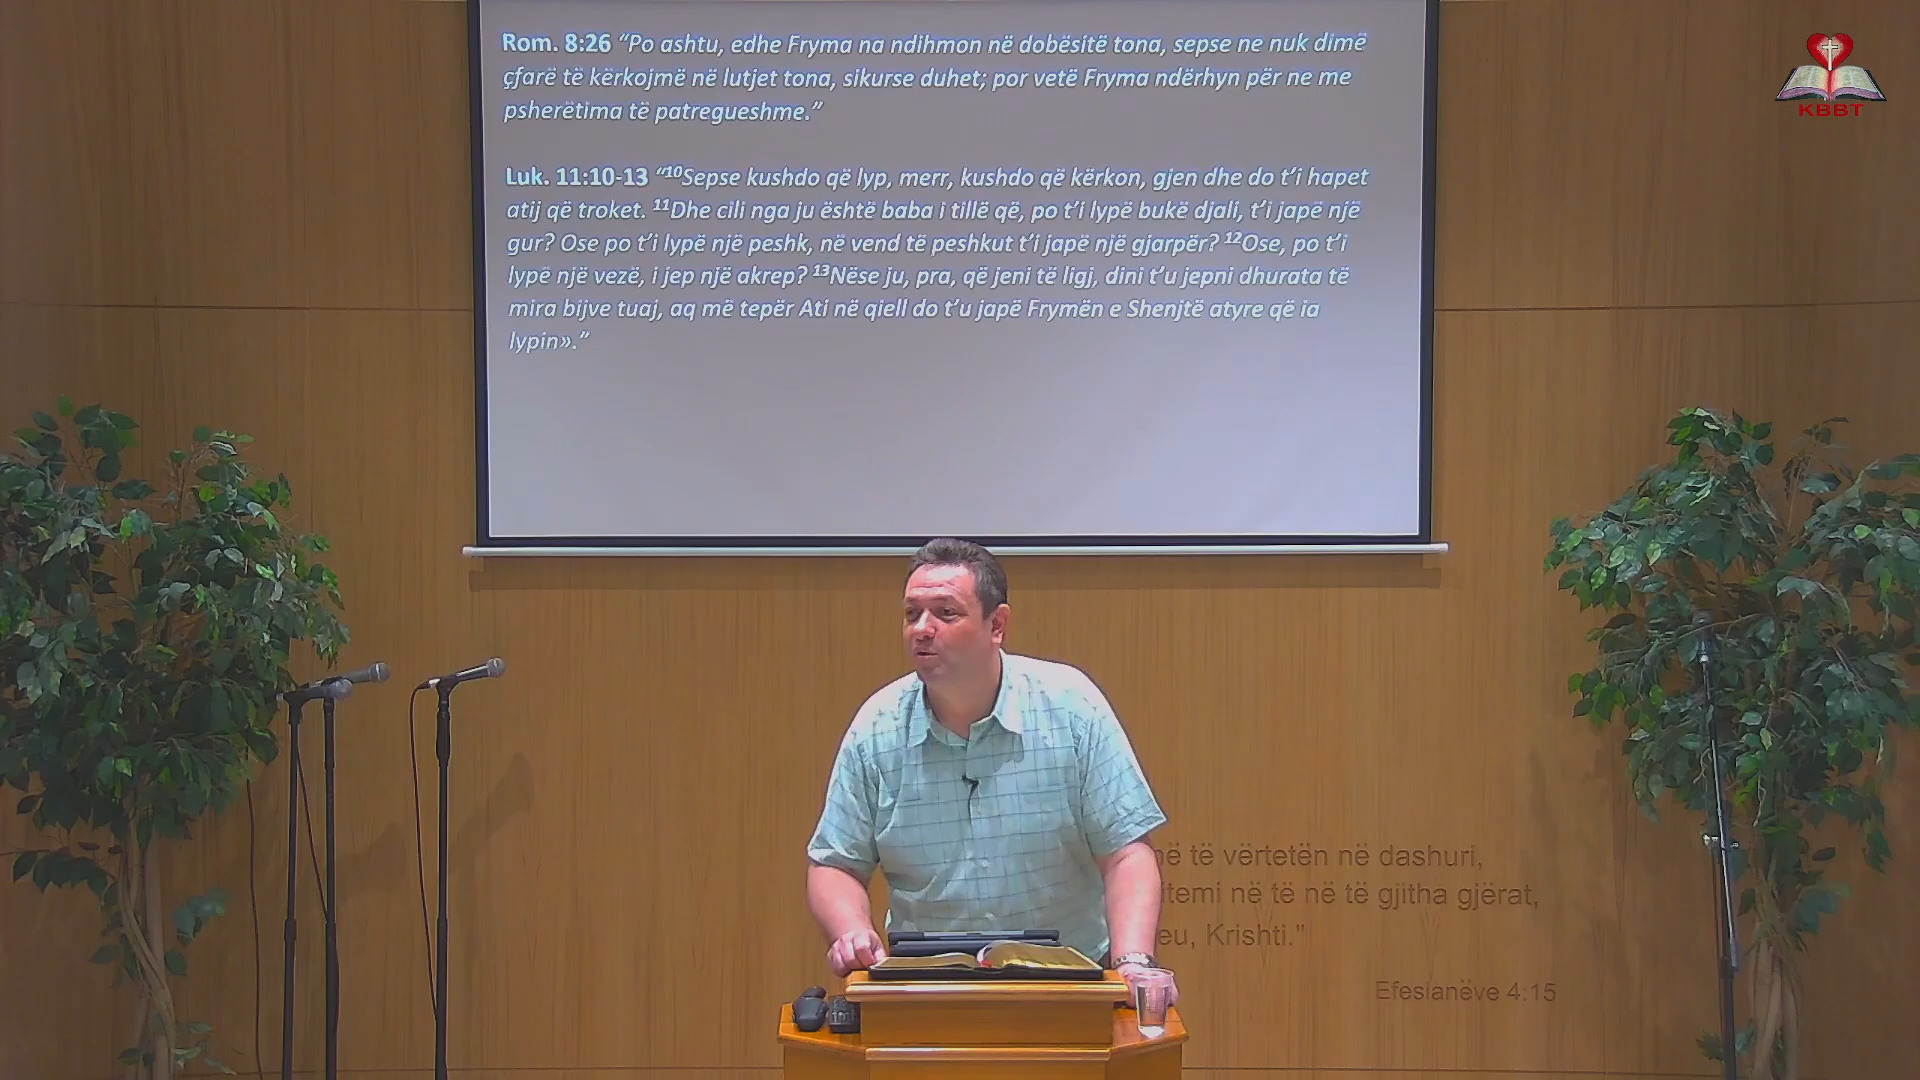 Rom. 8:26 “Po ashtu, edhe Fryma na ndihmon në dobësitë tona, sepse ne nuk dimë
çfarë të kërkojmë në lutjet tona, sikurse duhet; por vetë Fryma ndërhyn për ne me
psherëtima të patregueshme.”
Luk. 11:10-13 “¹⁰Sepse kushdo që lyp, merr, kushdo që kërkon, gjen dhe do t’i hapet
atij që troket. ¹¹Dhe cili nga ju është baba i tillë që, po t’i lypë bukë djali, t’i japë një
gur? Ose po t’i lypë një peshk, në vend të peshkut t’i japë një gjarpër? ¹²Ose, po t’i
lypë një vezë, i jep një akrep? ¹³Nëse ju, pra, që jeni të ligj, dini t’u jepni dhurata të
mira bijve tuaj, aq më tepër Ati në qiell do t’u japë Frymën e Shenjtë atyre që ia
lypin».”
KBBT
në të vërtetën në dashuri,
itemi në të në të gjitha gjërat,
eu, Krishti."
Efesianëve 4:15